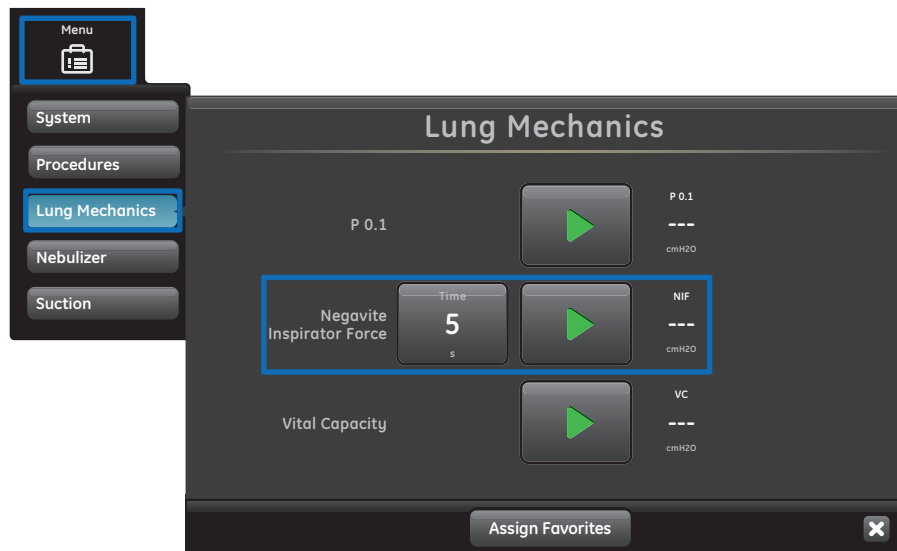 Menu
System
Procedures
Lung Mechanics
Nebulizer
Suction
Lung Mechanics
P 0.1
P 0.1
---
cmH2O
Negavite
Inspirator Force
Time
5
s
NIF
---
cmH2O
Vital Capacity
VC
---
cmH2O
Assign Favorites